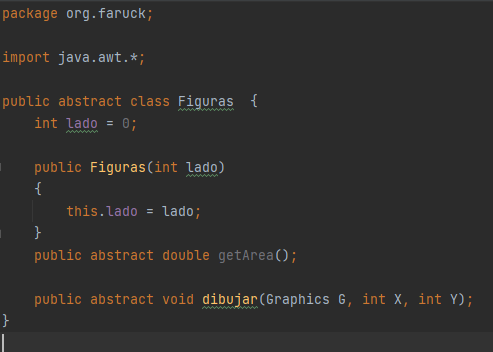 package org.faruck;
import java.awt.*;
public abstract class Figuras  {
int lado = 0;
public Figuras(int lado)
{
this.lado = lado;
}
public abstract double getArea();
public abstract void dibujar(Graphics G, int X, int Y);
}